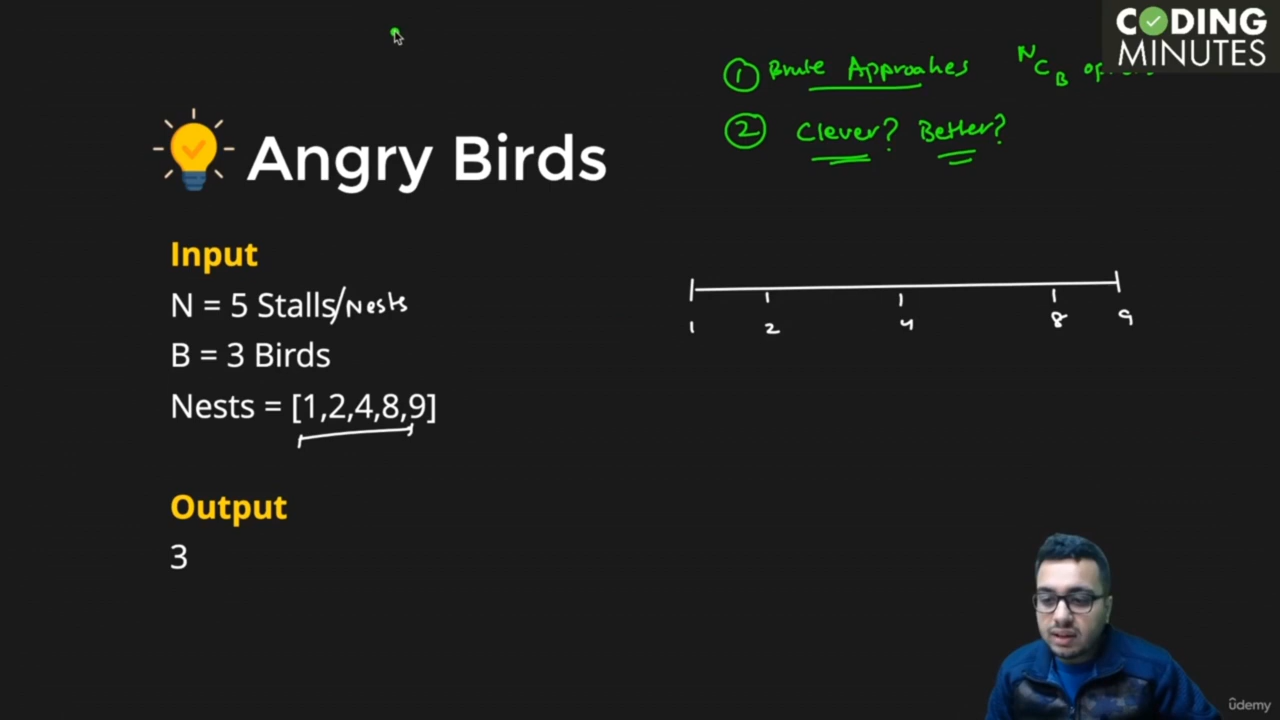 CODING
MINUTES
① Brute Approaches NCB
② Clever? Better?
Angry Birds
Input
N = 5 Stalls/Nests
B = 3 Birds
Nests = [1,2,4,8,9]
1 2 4 8 9
Output
3
ûdemy